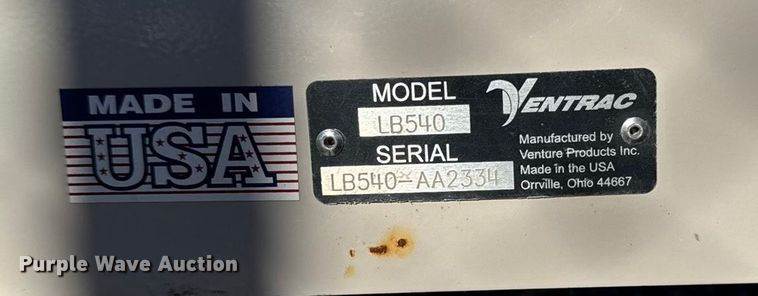 MADE IN
USA
MODEL
LB540
SERIAL
LB540-AA2334
VENTRAC
Manufactured by
Venture Products Inc.
Made in the USA
Orrville, Ohio 44667
Purple Wave Auction